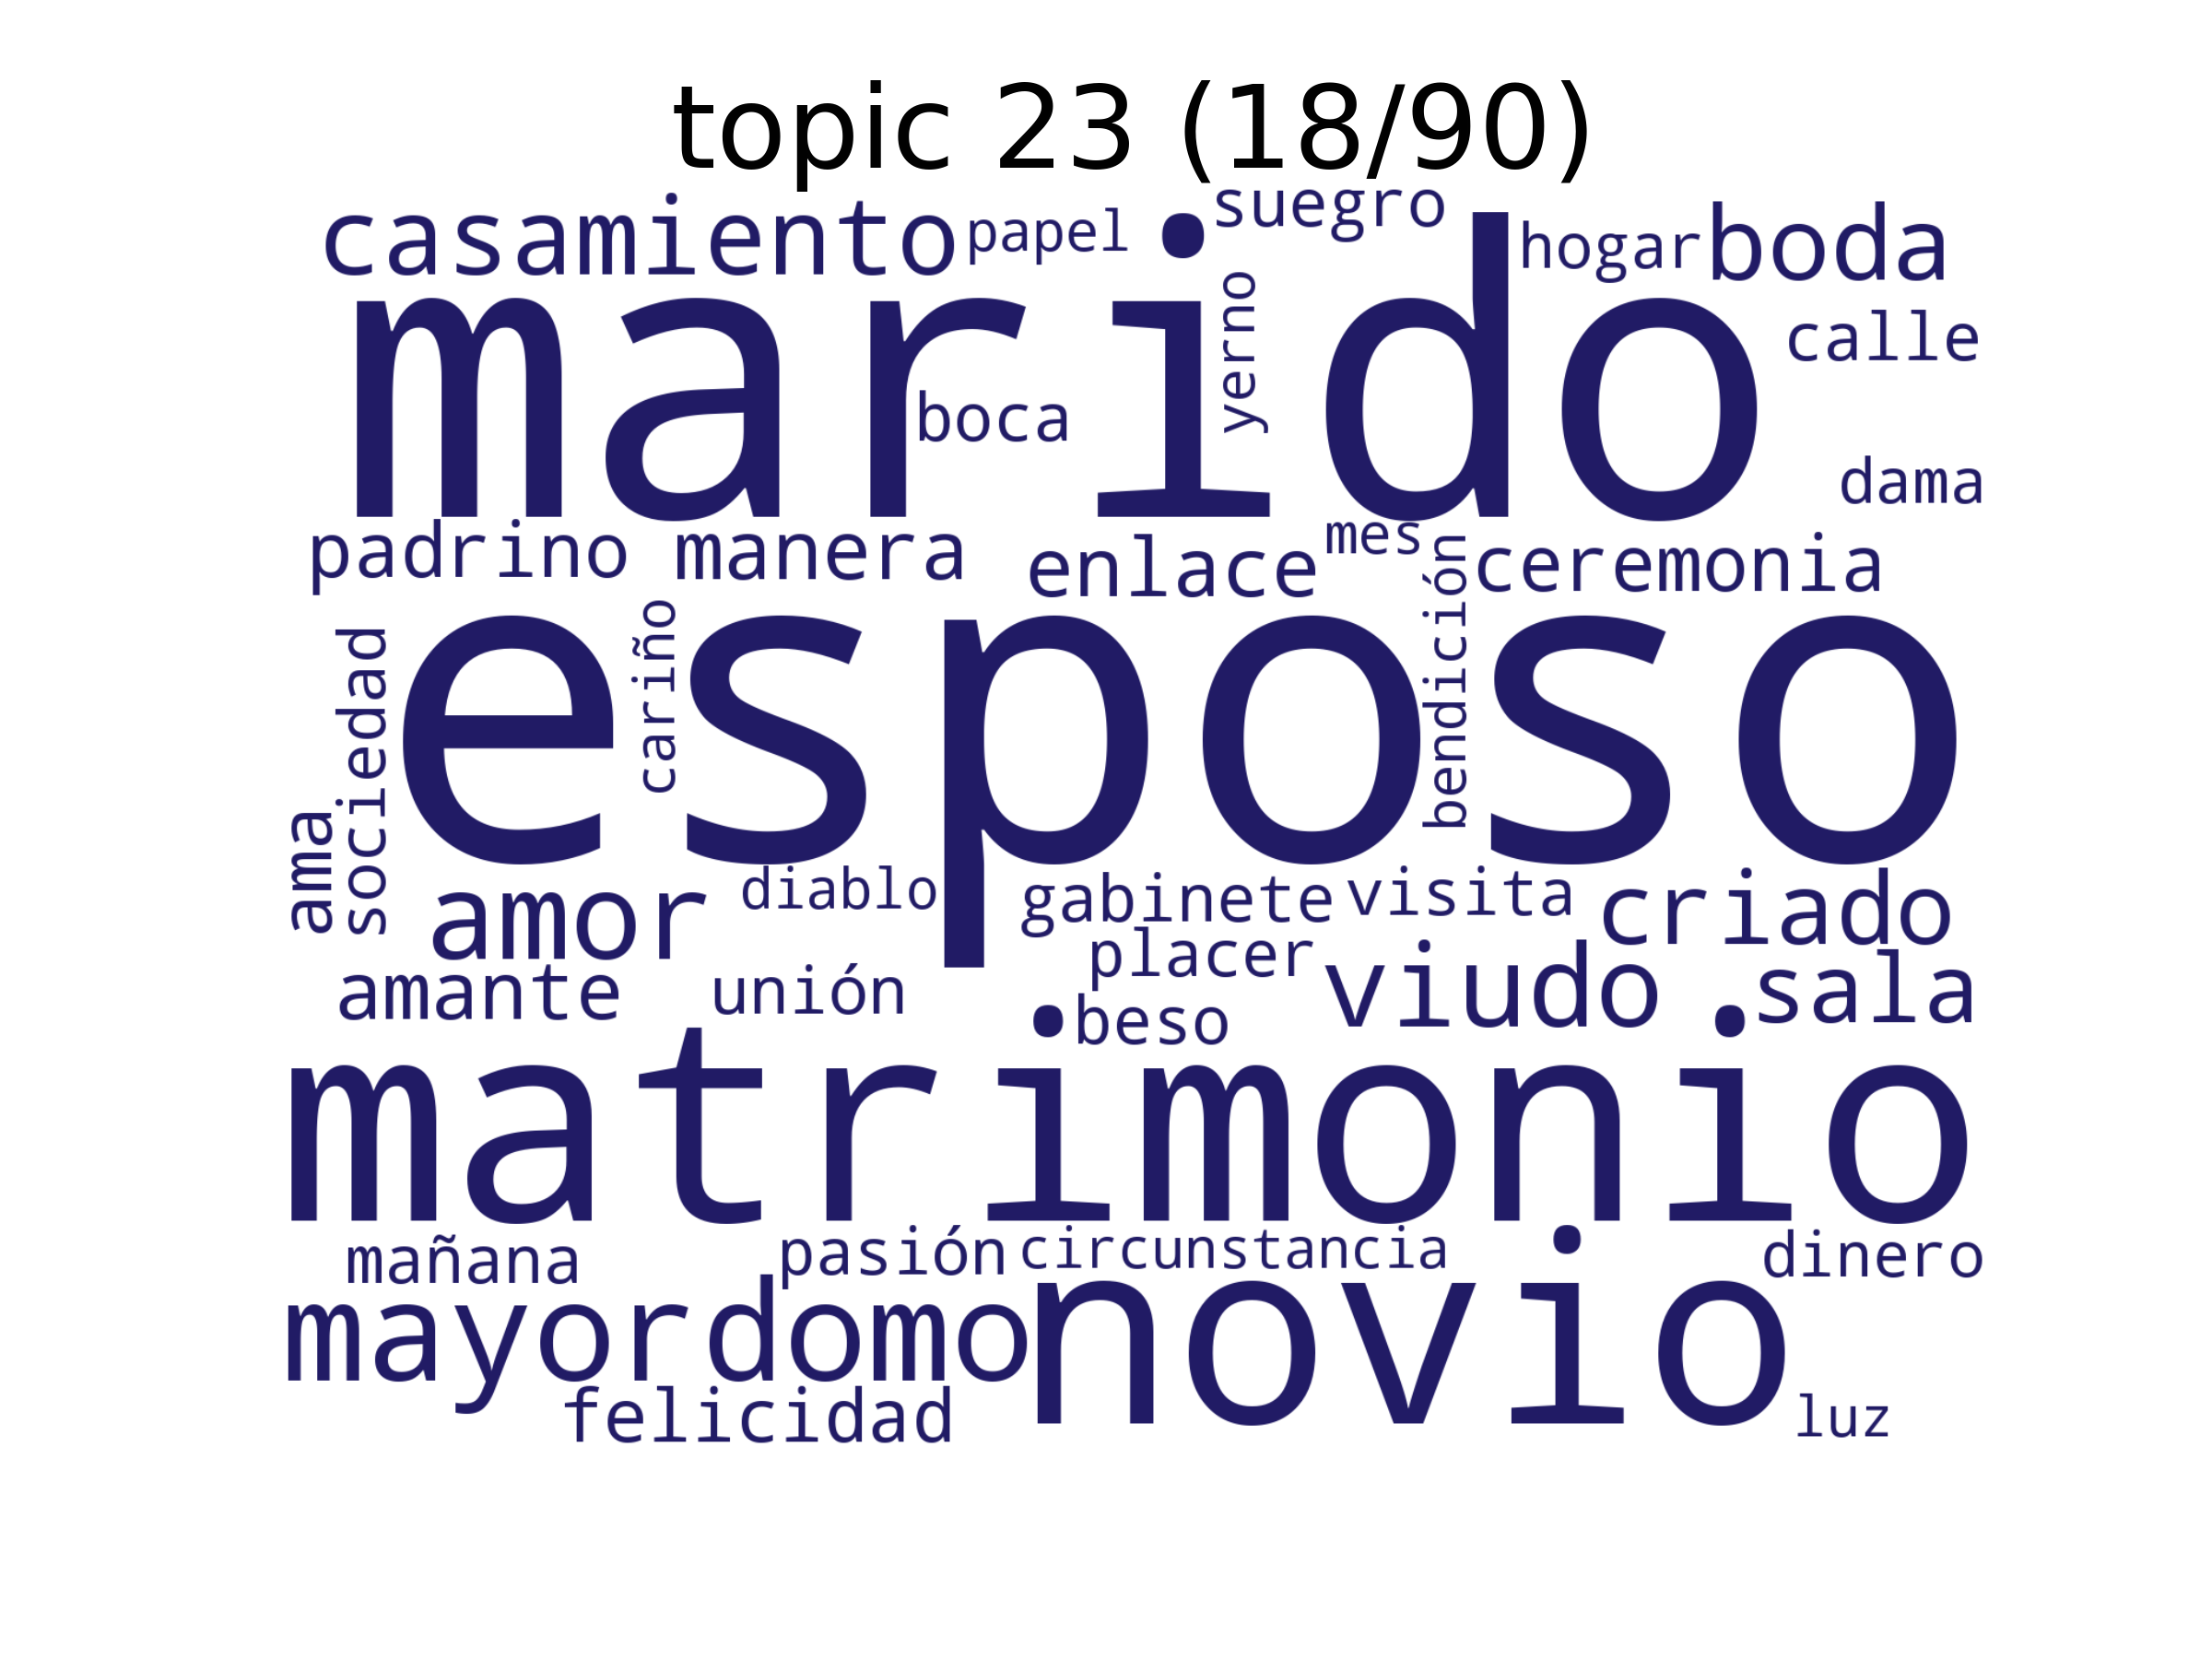 topic 23 (18/90)
casamiento papel suegro hogar boda
marido
yerno
calle
boca
dama
padrino manera enlace mes ceremonia
esposo
cariño
bendición
sociedad
ama
amor diablo gabinete visita criado
placer
amante unión beso viudo sala
matrimonio
mañana pasión circunstancia dinero
mayordomo novio
felicidad luz